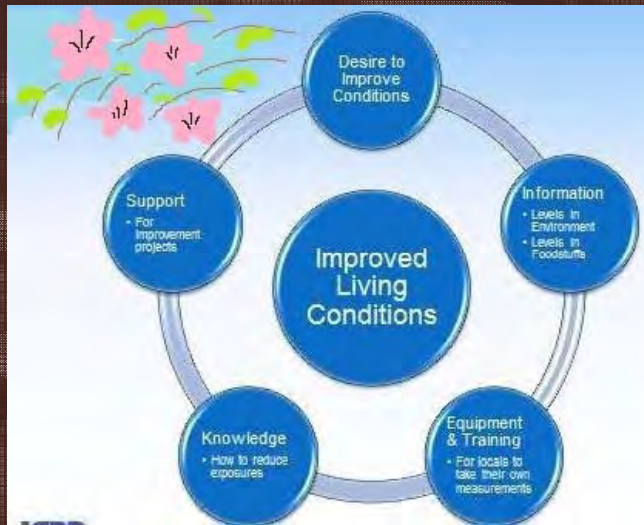 Desire to
Improve
Conditions
Information
• Levels in
Environment
• Levels in
Foodstuffs
Equipment
& Training
• For locals to
take their own
measurements
Knowledge
• How to reduce
exposures
Support
• For
Improvement
projects
Improved
Living
Conditions